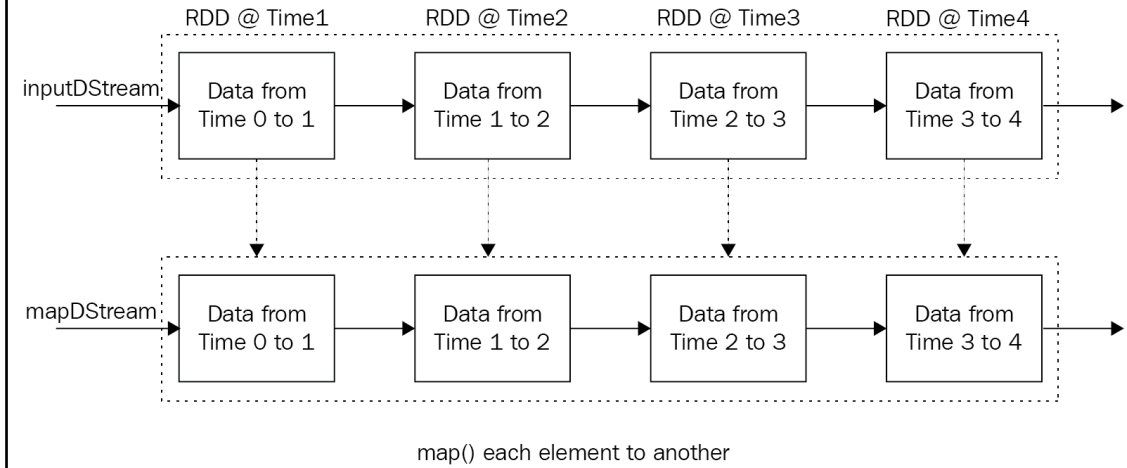 RDD @ Time1
RDD @ Time2
RDD @ Time3
RDD @ Time4
inputDStream
Data from
Time 0 to 1
Data from
Time 1 to 2
Data from
Time 2 to 3
Data from
Time 3 to 4
mapDStream
Data from
Time 0 to 1
Data from
Time 1 to 2
Data from
Time 2 to 3
Data from
Time 3 to 4
map() each element to another